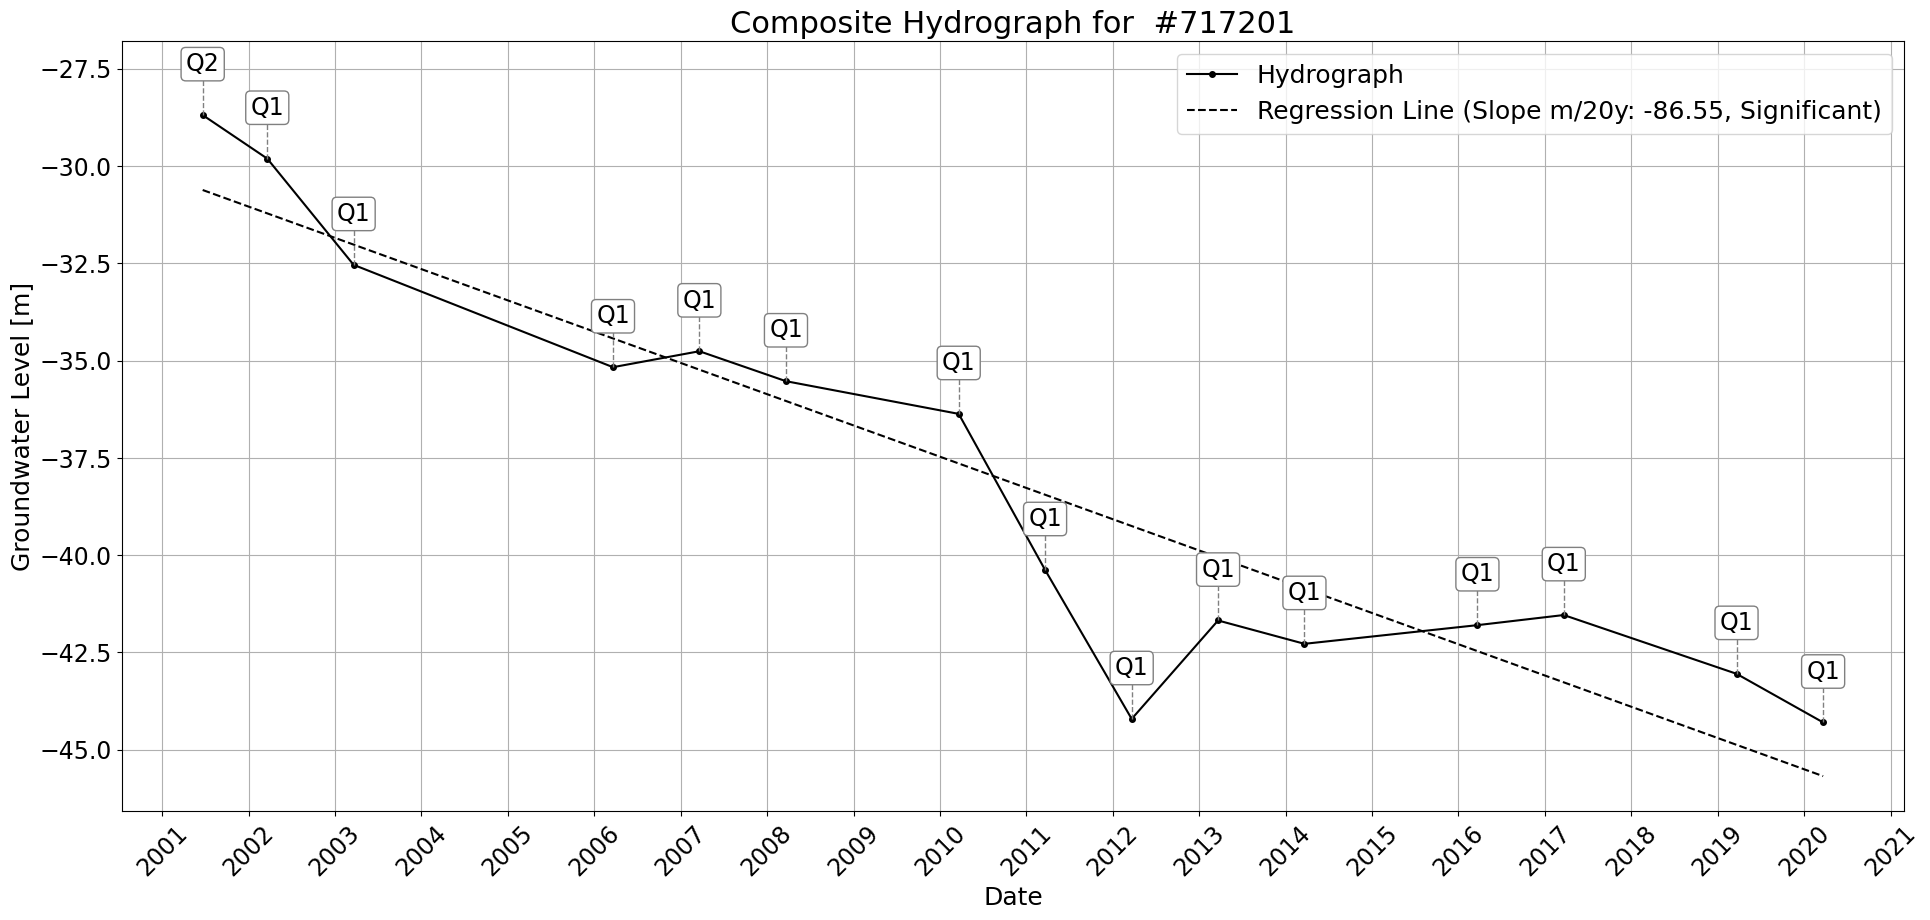 Composite Hydrograph for #717201
Hydrograph
Regression Line (Slope m/20y: -86.55, Significant)
Q2
Q1
Q1
Q1
Q1
Q1
Q1
Q1
Q1
Q1
Q1
Q1
Q1
Q1
Q1
Groundwater Level [m]
−27.5
−30.0
−32.5
−35.0
−37.5
−40.0
−42.5
−45.0
2001
2002
2003
2004
2005
2006
2007
2008
2009
2010
2011
2012
2013
2014
2015
2016
2017
2018
2019
2020
2021
Date